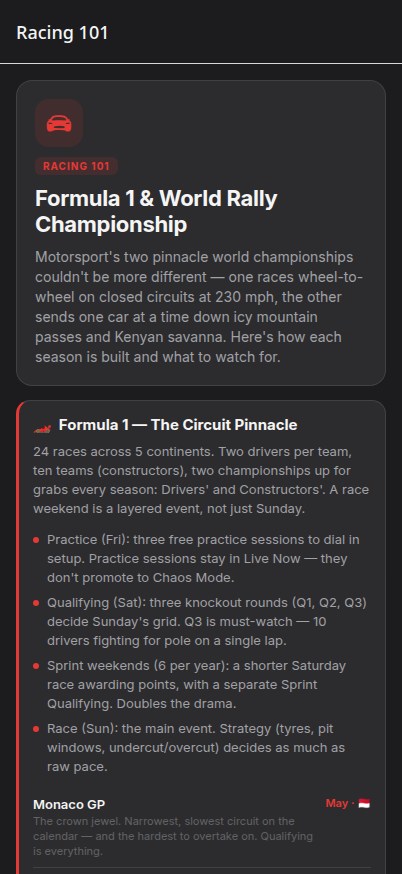 Racing 101
RACING 101
Formula 1 & World Rally
Championship
Motorsport's two pinnacle world championships
couldn't be more different — one races wheel-to-
wheel on closed circuits at 230 mph, the other
sends one car at a time down icy mountain
passes and Kenyan savanna. Here's how each
season is built and what to watch for.
Formula 1 — The Circuit Pinnacle
24 races across 5 continents. Two drivers per team,
ten teams (constructors), two championships up for
grabs every season: Drivers' and Constructors'. A race
weekend is a layered event, not just Sunday.
Practice (Fri): three free practice sessions to dial in
setup. Practice sessions stay in Live Now — they
don't promote to Chaos Mode.
Qualifying (Sat): three knockout rounds (Q1, Q2, Q3)
decide Sunday's grid. Q3 is must-watch — 10
drivers fighting for pole on a single lap.
Sprint weekends (6 per year): a shorter Saturday
race awarding points, with a separate Sprint
Qualifying. Doubles the drama.
Race (Sun): the main event. Strategy (tyres, pit
windows, undercut/overcut) decides as much as
raw pace.
Monaco GP
May · 🇲🇨
The crown jewel. Narrowest, slowest circuit on the
calendar — and the hardest to overtake on. Qualifying
is everything.